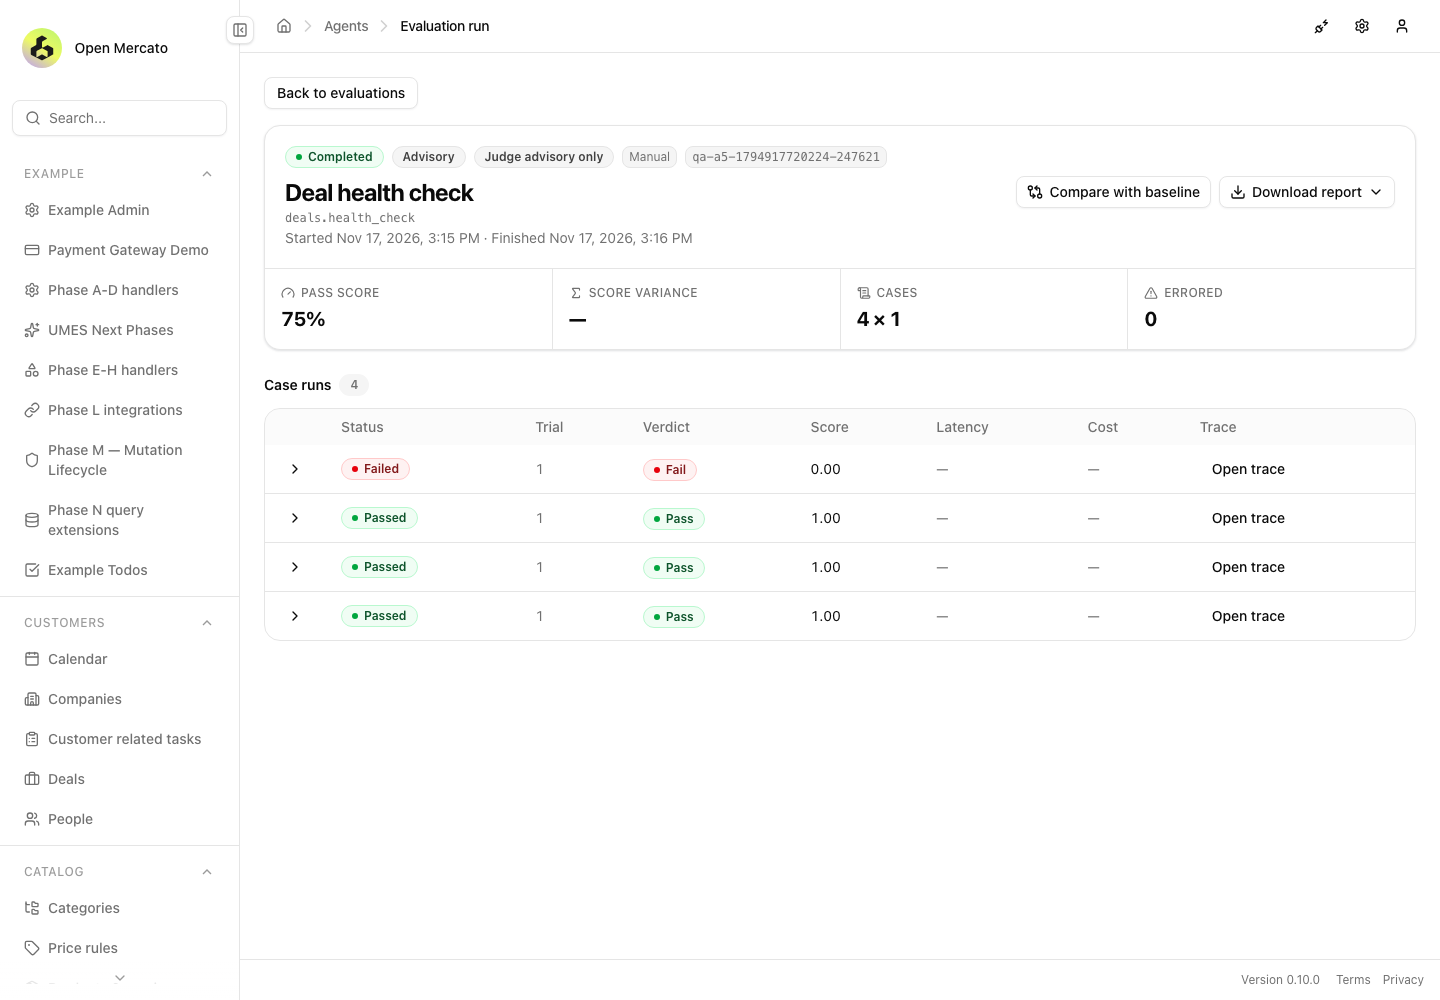 Open Mercato
Search...
EXAMPLE
Example Admin
Payment Gateway Demo
Phase A-D handlers
UMES Next Phases
Phase E-H handlers
Phase L integrations
Phase M — Mutation
Lifecycle
Phase N query
extensions
Example Todos
CUSTOMERS
Calendar
Companies
Customer related tasks
Deals
People
CATALOG
Categories
Price rules
Agents
Evaluation run
Back to evaluations
Completed
Advisory
Judge advisory only
Manual
qa-a5-1794917720224-247621
Deal health check
deals.health_check
Started Nov 17, 2026, 3:15 PM · Finished Nov 17, 2026, 3:16 PM
Compare with baseline
Download report
PASS SCORE
75%
SCORE VARIANCE
—
CASES
4 × 1
ERRORED
0
Case runs 4
Status Trial Verdict Score Latency Cost Trace
Failed 1 Fail 0.00 — — Open trace
Passed 1 Pass 1.00 — — Open trace
Passed 1 Pass 1.00 — — Open trace
Passed 1 Pass 1.00 — — Open trace
Version 0.10.0 Terms Privacy